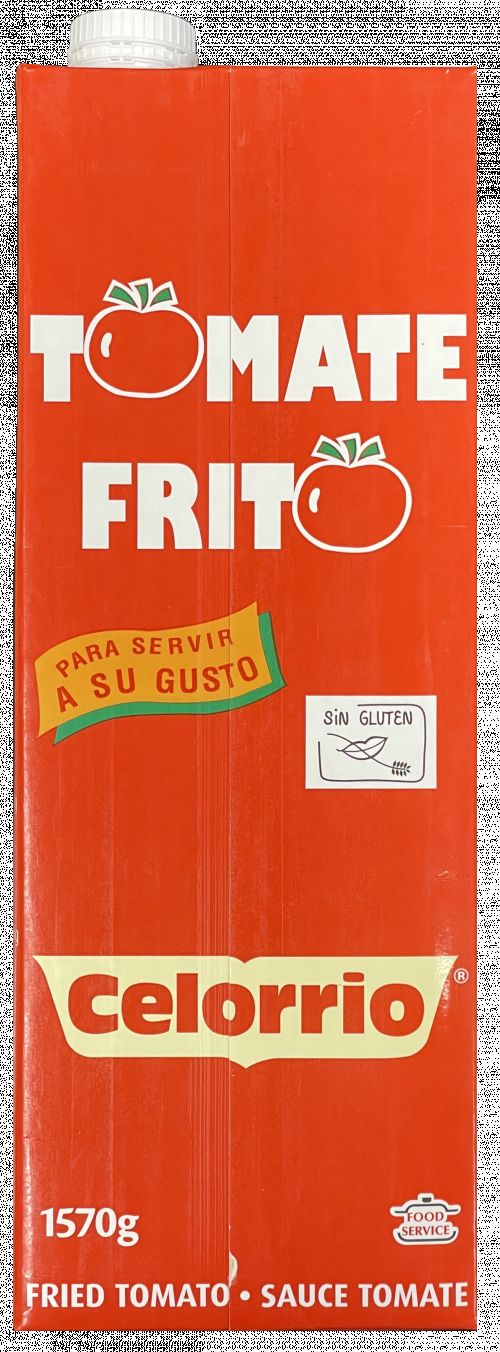 TOMATE
FRITO
PARA SERVIR
A SU GUSTO
SiN GLUTEN
Celorrio®
1570g
FOOD
SERVICE
FRIED TOMATO • SAUCE TOMATE